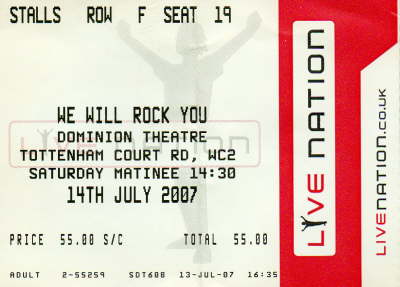 STALLS ROW F SEAT 19
WE WILL ROCK YOU
DOMINION THEATRE
TOTTENHAM COURT RD, WC2
SATURDAY MATINEE 14:30
14TH JULY 2007
PRICE 55.00 S/C TOTAL 55.00
ADULT 2-55259 SDT608 13-JUL-07 16:35
LIVE NATION
LIVE NATION
LIVENATION.co.uk